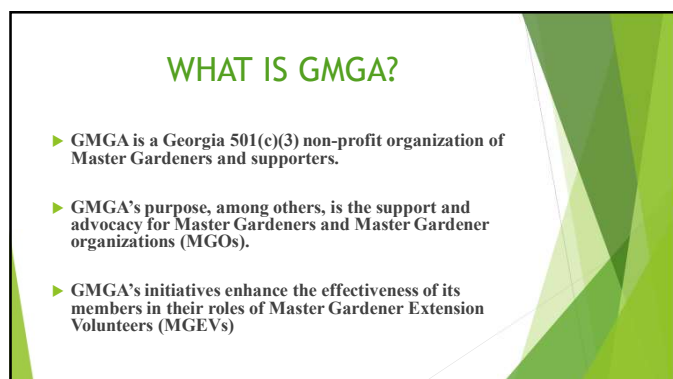 WHAT IS GMGA?
GMGA is a Georgia 501(c)(3) non-profit organization of
Master Gardeners and supporters.
GMGA's purpose, among others, is the support and
advocacy for Master Gardeners and Master Gardener
organizations (MGOs).
GMGA's initiatives enhance the effectiveness of its
members in their roles of Master Gardener Extension
Volunteers (MGEVs)